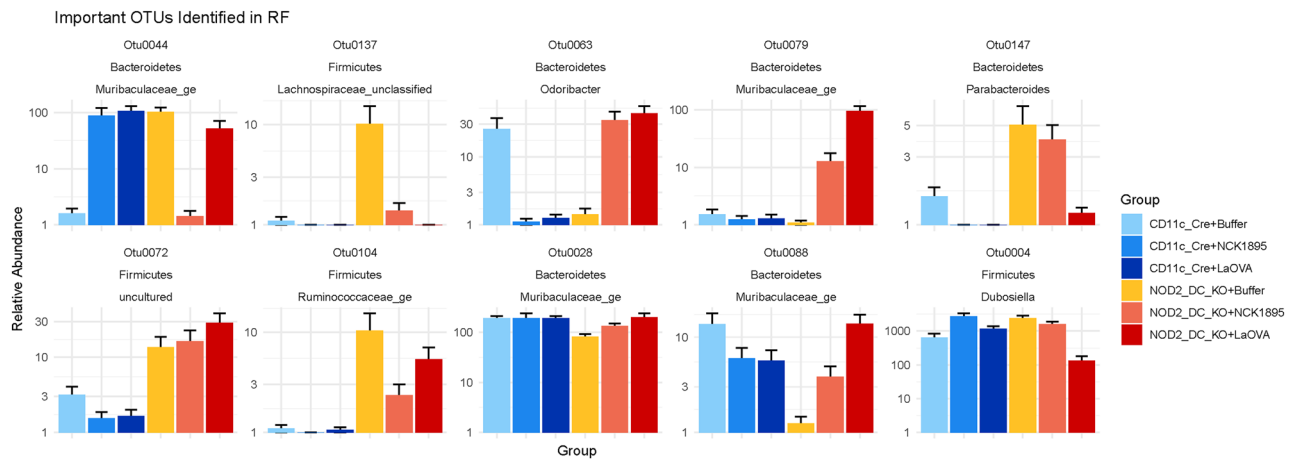 Important OTUs Identified in RF
Otu0044
Bacteroidetes
Muribaculaceae_ge
100
10
1
Otu0137
Firmicutes
Lachnospiraceae_unclassified
10
3
1
Otu0063
Bacteroidetes
Odoribacter
30
10
3
1
Otu0079
Bacteroidetes
Muribaculaceae_ge
100
10
1
Otu0147
Bacteroidetes
Parabacteroides
5
3
1
Otu0072
Firmicutes
uncultured
30
10
3
1
Otu0104
Firmicutes
Ruminococcaceae_ge
10
3
1
Otu0028
Bacteroidetes
Muribaculaceae_ge
100
10
1
Otu0088
Bacteroidetes
Muribaculaceae_ge
10
3
1
Otu0004
Firmicutes
Dubosiella
1000
100
10
1
Relative Abundance
Group
Group
CD11c_Cre+Buffer
CD11c_Cre+NCK1895
CD11c_Cre+LaOVA
NOD2_DC_KO+Buffer
NOD2_DC_KO+NCK1895
NOD2_DC_KO+LaOVA